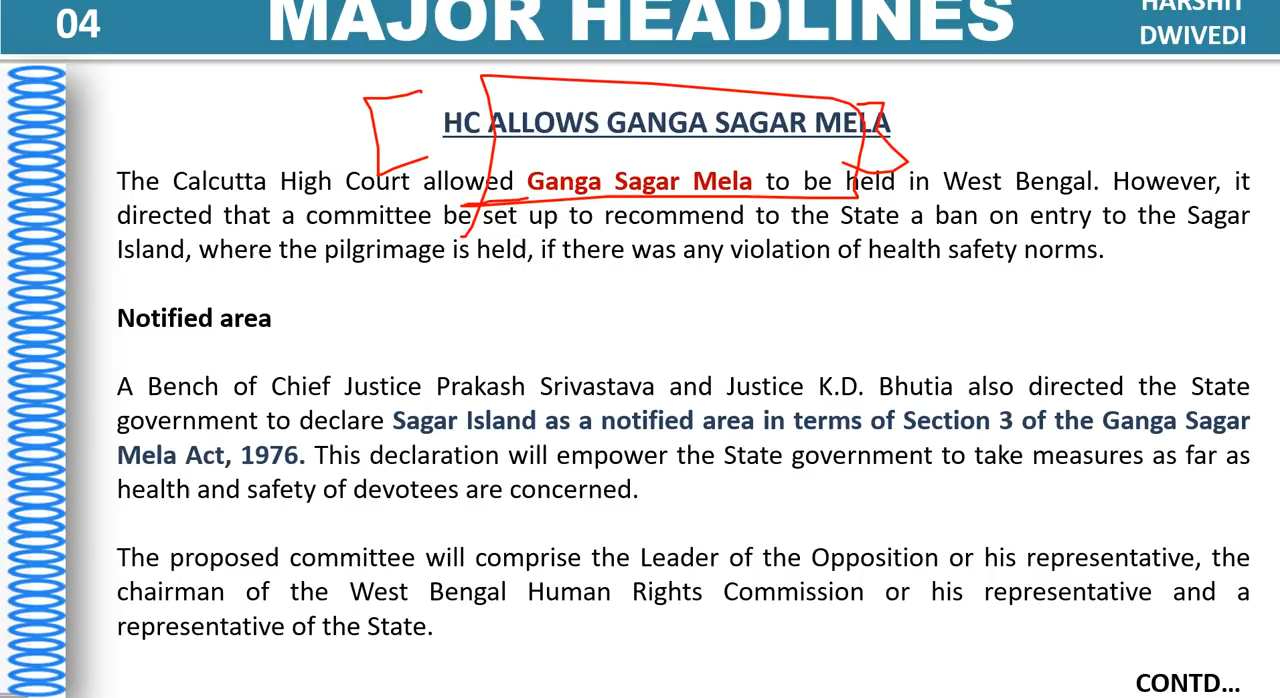 04
MAJOR HEADLINES
HARSHIT
DWIVEDI
HC ALLOWS GANGA SAGAR MELA
The Calcutta High Court allowed Ganga Sagar Mela to be held in West Bengal. However, it
directed that a committee be set up to recommend to the State a ban on entry to the Sagar
Island, where the pilgrimage is held, if there was any violation of health safety norms.
Notified area
A Bench of Chief Justice Prakash Srivastava and Justice K.D. Bhutia also directed the State
government to declare Sagar Island as a notified area in terms of Section 3 of the Ganga Sagar
Mela Act, 1976. This declaration will empower the State government to take measures as far as
health and safety of devotees are concerned.
The proposed committee will comprise the Leader of the Opposition or his representative, the
chairman of the West Bengal Human Rights Commission or his representative and a
representative of the State.
CONTD...